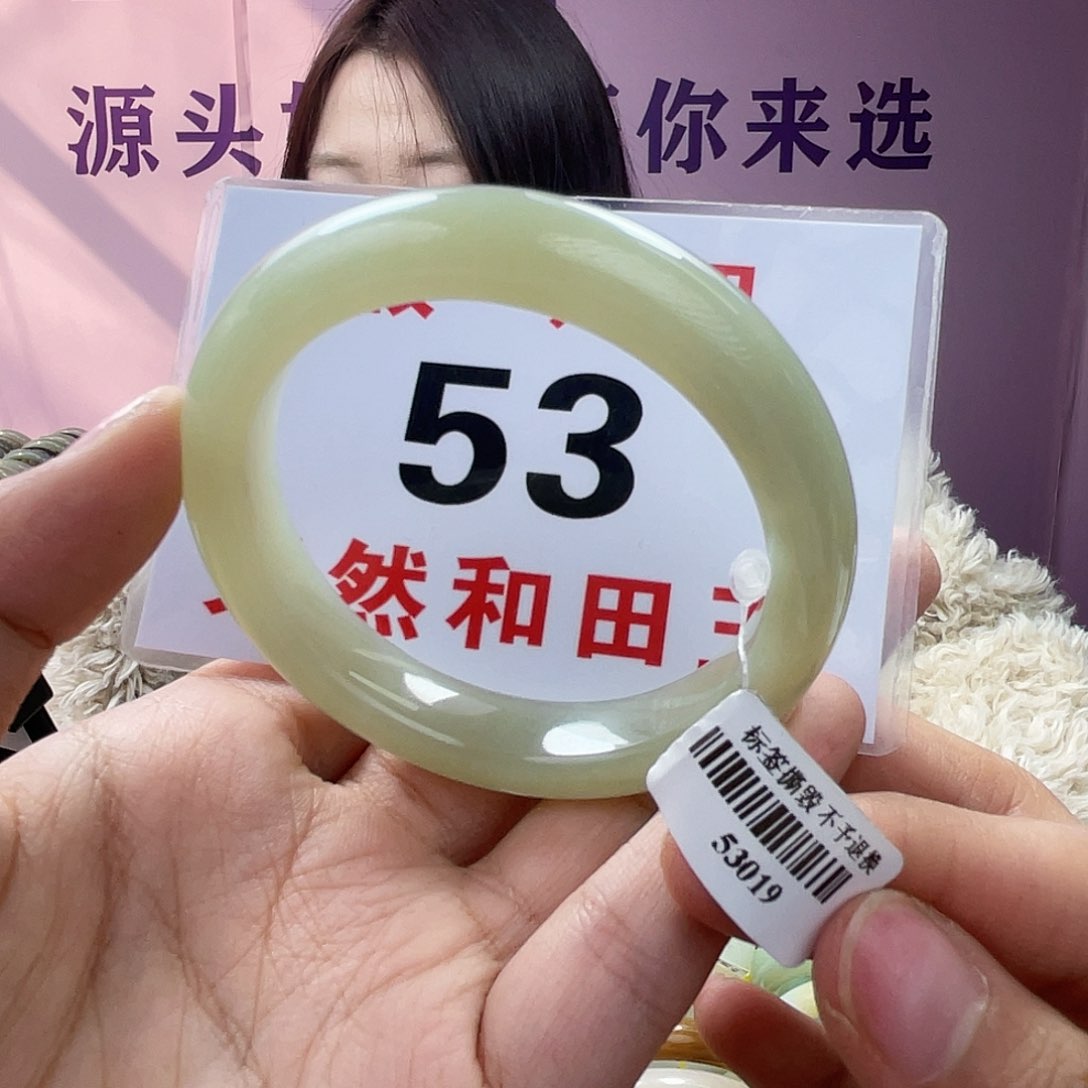 源头 你来选
53
然和田
标签撕毁 不予退换
53019